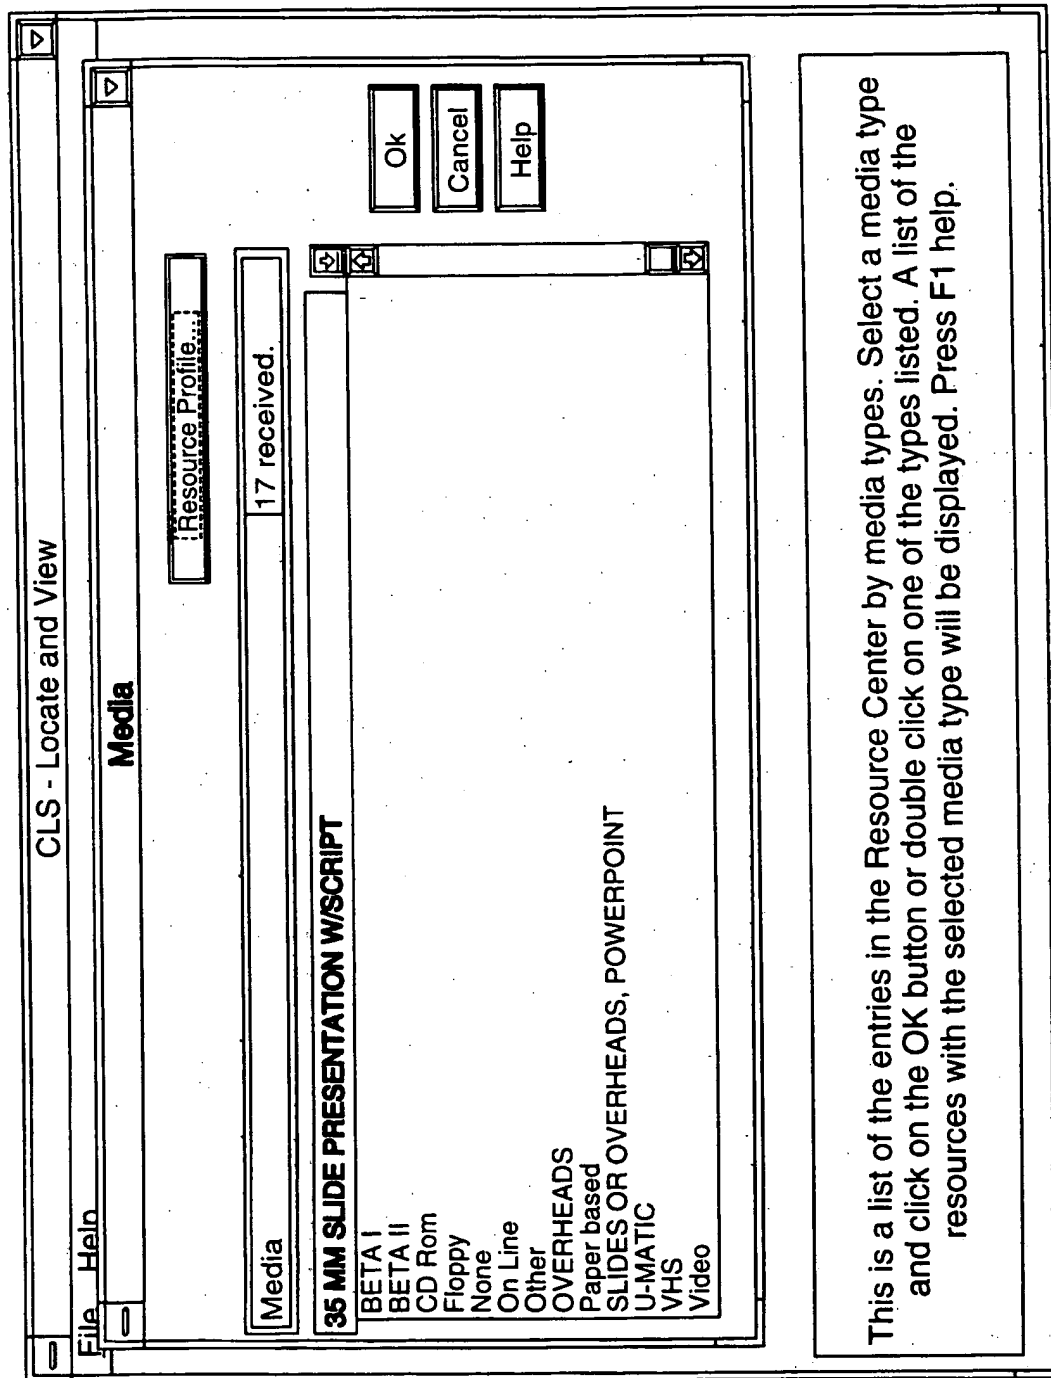 CLS - Locate and View
File Help
Media
Resource Profile...
Media 17 received.
35 MM SLIDE PRESENTATION W/SCRIPT
BETA I
BETA II
CD Rom
Floppy
None
On Line
Other
OVERHEADS
Paper based
SLIDES OR OVERHEADS, POWERPOINT
U-MATIC
VHS
Video
Ok
Cancel
Help
This is a list of the entries in the Resource Center by media types. Select a media type
and click on the OK button or double click on one of the types listed. A list of the
resources with the selected media type will be displayed. Press F1 help.